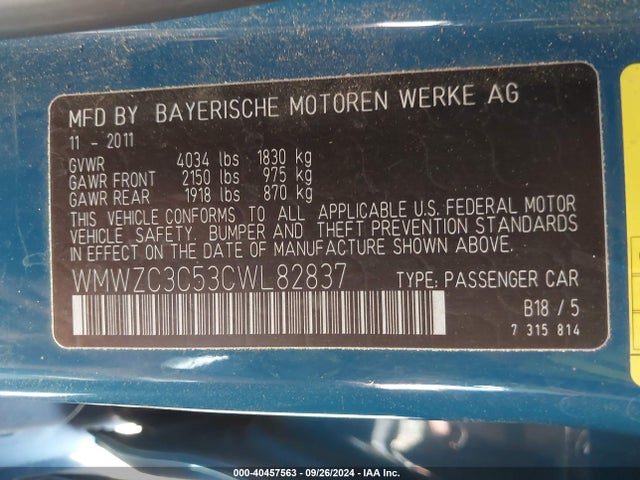 MFD BY BAYERISCHE MOTOREN WERKE AG
11 - 2011
GVWR 4034 lbs 1830 kg
GAWR FRONT 2150 lbs 975 kg
GAWR REAR 1918 lbs 870 kg
THIS VEHICLE CONFORMS TO ALL APPLICABLE U.S. FEDERAL MOTOR
VEHICLE SAFETY, BUMPER AND THEFT PREVENTION STANDARDS
IN EFFECT ON THE DATE OF MANUFACTURE SHOWN ABOVE.
WMWZC3C53CWL82837 TYPE: PASSENGER CAR
B18 / 5
7 315 814
000-40457563 - 09/26/2024 - IAA Inc.